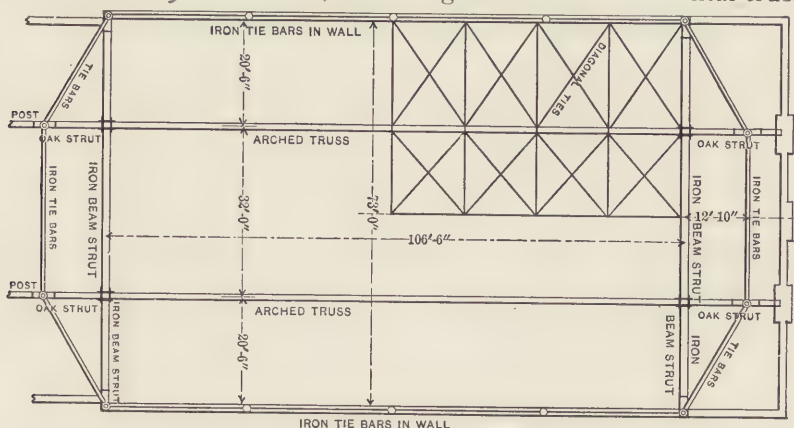 IRON TIE BARS IN WALL
TIE BARS
20'-6"
DIAGONAL TIES
POST
OAK STRUT
ARCHED TRUSS
OAK STRUT
IRON TIE BARS
IRON BEAM STRUT
32'-0"
73'-0"
106'-6"
IRON BEAM STRUT
12'-10"
IRON TIE BARS
POST
OAK STRUT
ARCHED TRUSS
OAK STRUT
IRON BEAM STRUT
20'-6"
BEAM STRUT
IRON
TIE BARS
IRON TIE BARS IN WALL